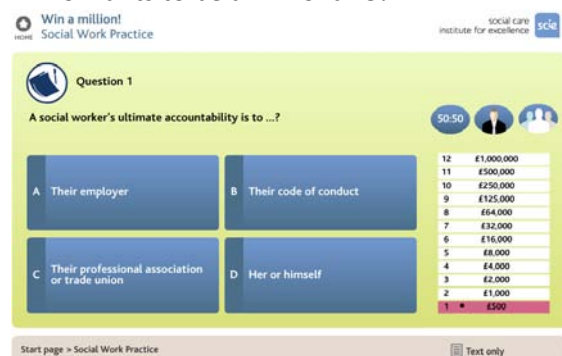 Win a million!
Social Work Practice
HOME
social care
institute for excellence
scie
Question 1
A social worker's ultimate accountability is to ...?
50:50
A Their employer
B Their code of conduct
C Their professional association
or trade union
D Her or himself
12 £1,000,000
11 £500,000
10 £250,000
9 £125,000
8 £64,000
7 £32,000
6 £16,000
5 £8,000
4 £4,000
3 £2,000
2 £1,000
1 • £500
Start page > Social Work Practice
Text only